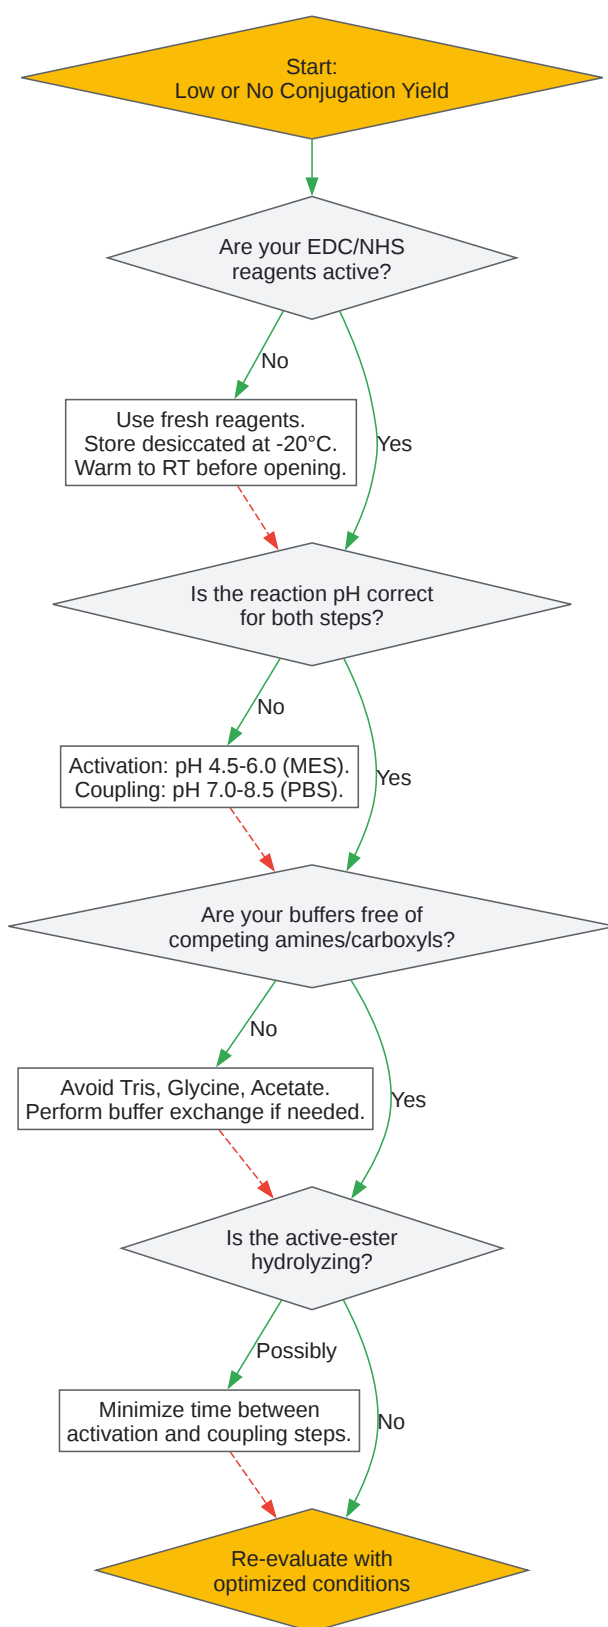 Start:
Low or No Conjugation Yield
Are your EDC/NHS
reagents active?
No
Use fresh reagents.
Store desiccated at -20°C.
Warm to RT before opening.
Yes
Is the reaction pH correct
for both steps?
No
Activation: pH 4.5-6.0 (MES).
Coupling: pH 7.0-8.5 (PBS).
Yes
Are your buffers free of
competing amines/carboxyls?
No
Avoid Tris, Glycine, Acetate.
Perform buffer exchange if needed.
Yes
Is the active-ester
hydrolyzing?
Possibly
Minimize time between
activation and coupling steps.
No
Re-evaluate with
optimized conditions